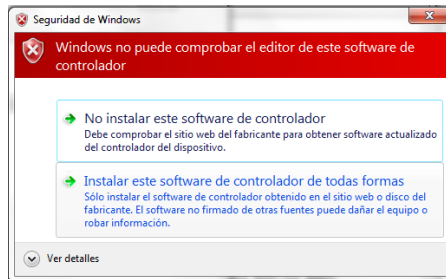 Seguridad de Windows
Windows no puede comprobar el editor de este software de
controlador
No instalar este software de controlador
Debe comprobar el sitio web del fabricante para obtener software actualizado
del controlador del dispositivo.
Instalar este software de controlador de todas formas
Sólo instalar el software de controlador obtenido en el sitio web o disco del
fabricante. El software no firmado de otras fuentes puede dañar el equipo o
robar información.
Ver detalles